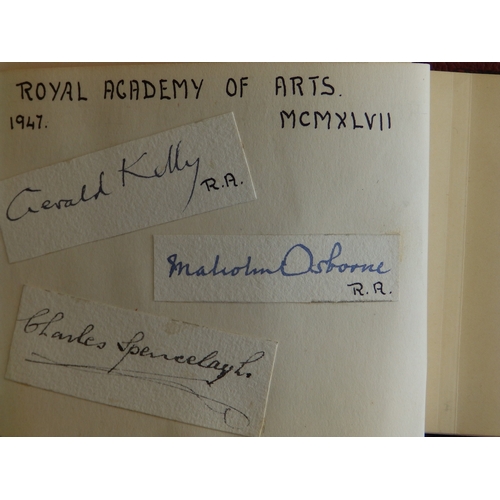 ROYAL ACADEMY OF ARTS.
1947. MCMXLVII
Gerald Kelly R.A.
Malcolm Osborne
R.A.
Charles Spencelayh.